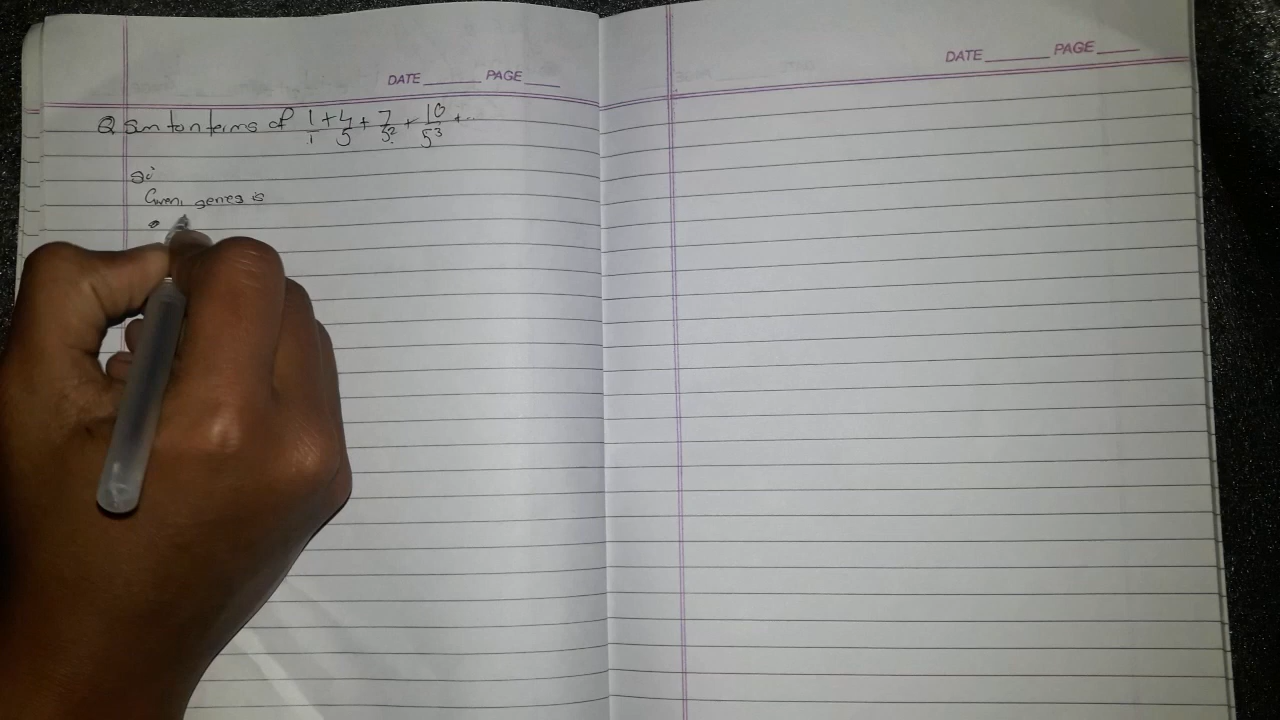 DATE PAGE
DATE PAGE
Q Sum to n terms of 1/1 + 4/5 + 7/5² + 10/5³ + ...
Given series is